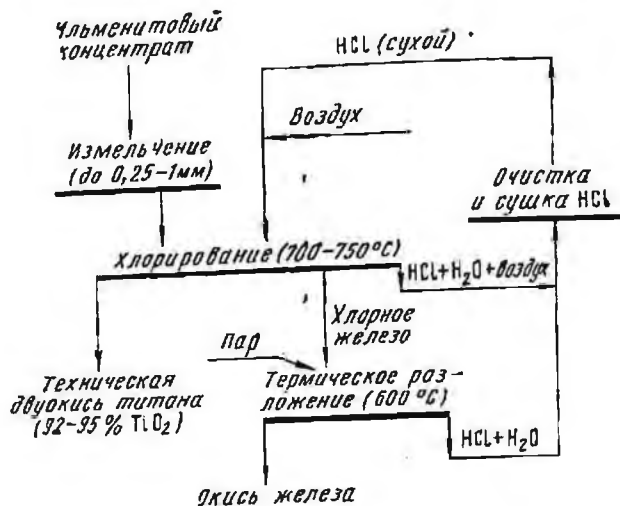 Ильменитовый
концентрат
HCl (сухой)
Воздух
Измельчение
(до 0,25-1мм)
Очистка
и сушка HCl
Хлорирование (700-750°C)
HCl+H₂O+воздух
Хлорное
железо
Пар
Техническая
двуокись титана
(92-95% TiO₂)
Термическое раз-
ложение (600°C)
HCl+H₂O
Окись железа